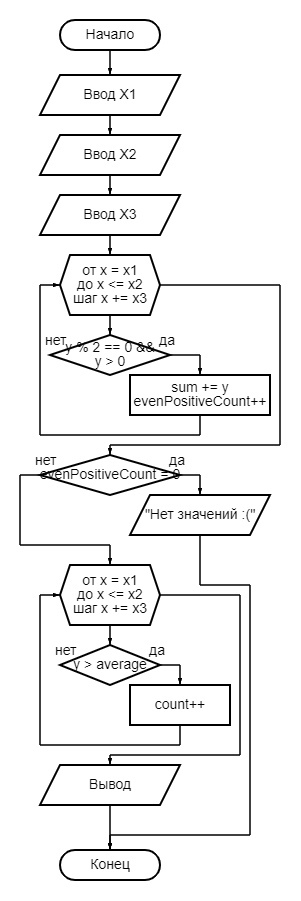 Начало
Ввод X1
Ввод X2
Ввод X3
от x = x1
до x <= x2
шаг x += x3
нет
да
y % 2 == 0 &&
y > 0
sum += y
evenPositiveCount++
нет
да
evenPositiveCount = 0
"Нет значений :("
от x = x1
до x <= x2
шаг x += x3
нет
да
y > average
count++
Вывод
Конец